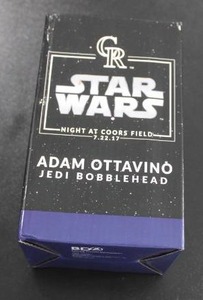 CR
STAR
WARS
NIGHT AT COORS FIELD
7.22.17
ADAM OTTAVINO
JEDI BOBBLEHEAD